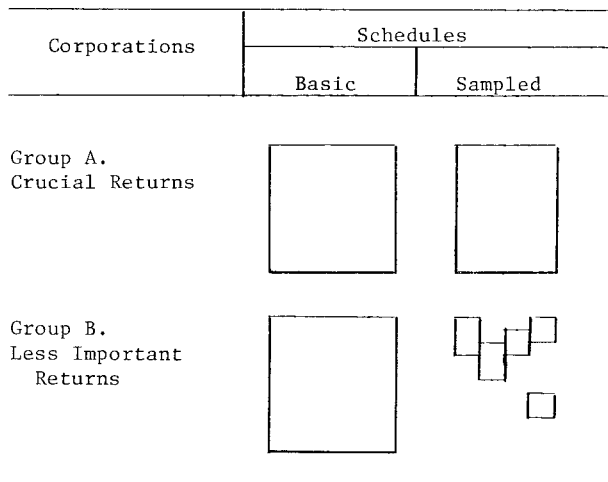 Corporations
Schedules
Basic
Sampled
Group A.
Crucial Returns
Group B.
Less Important
Returns